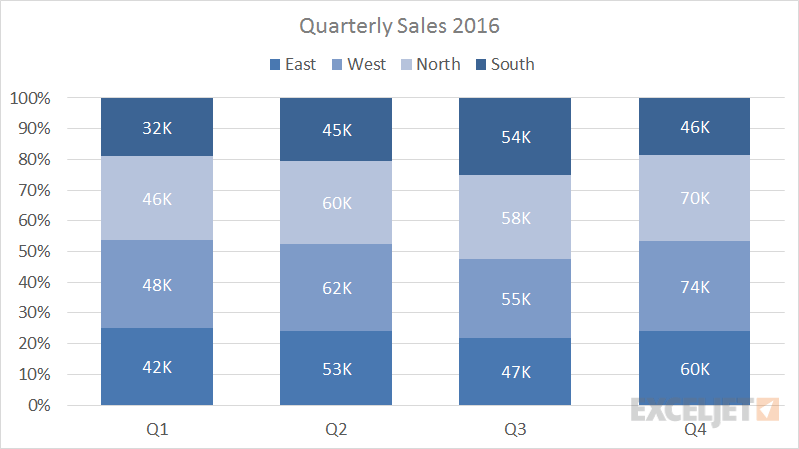 Quarterly Sales 2016
East West North South
100%
90%
80%
70%
60%
50%
40%
30%
20%
10%
0%
32K 45K 54K 46K
46K 60K 58K 70K
48K 62K 55K 74K
42K 53K 47K 60K
Q1 Q2 Q3 Q4
EXCELJET